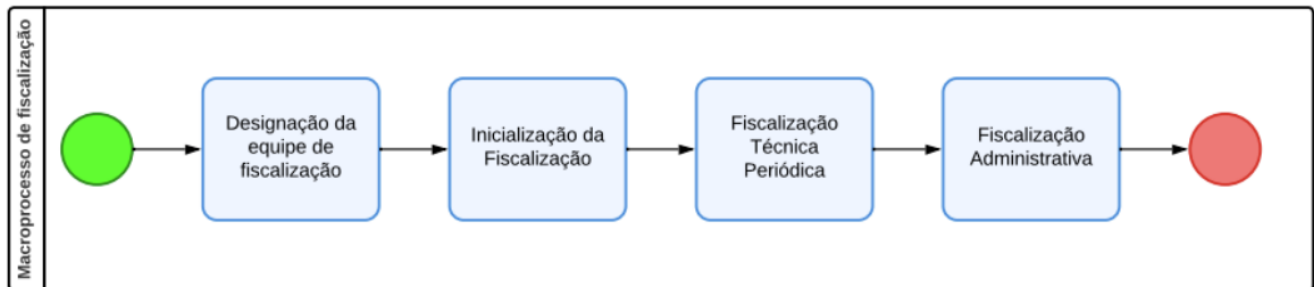 Macroprocesso de fiscalização
Designação da
equipe de
fiscalização
Inicialização da
Fiscalização
Fiscalização
Técnica
Periódica
Fiscalização
Administrativa